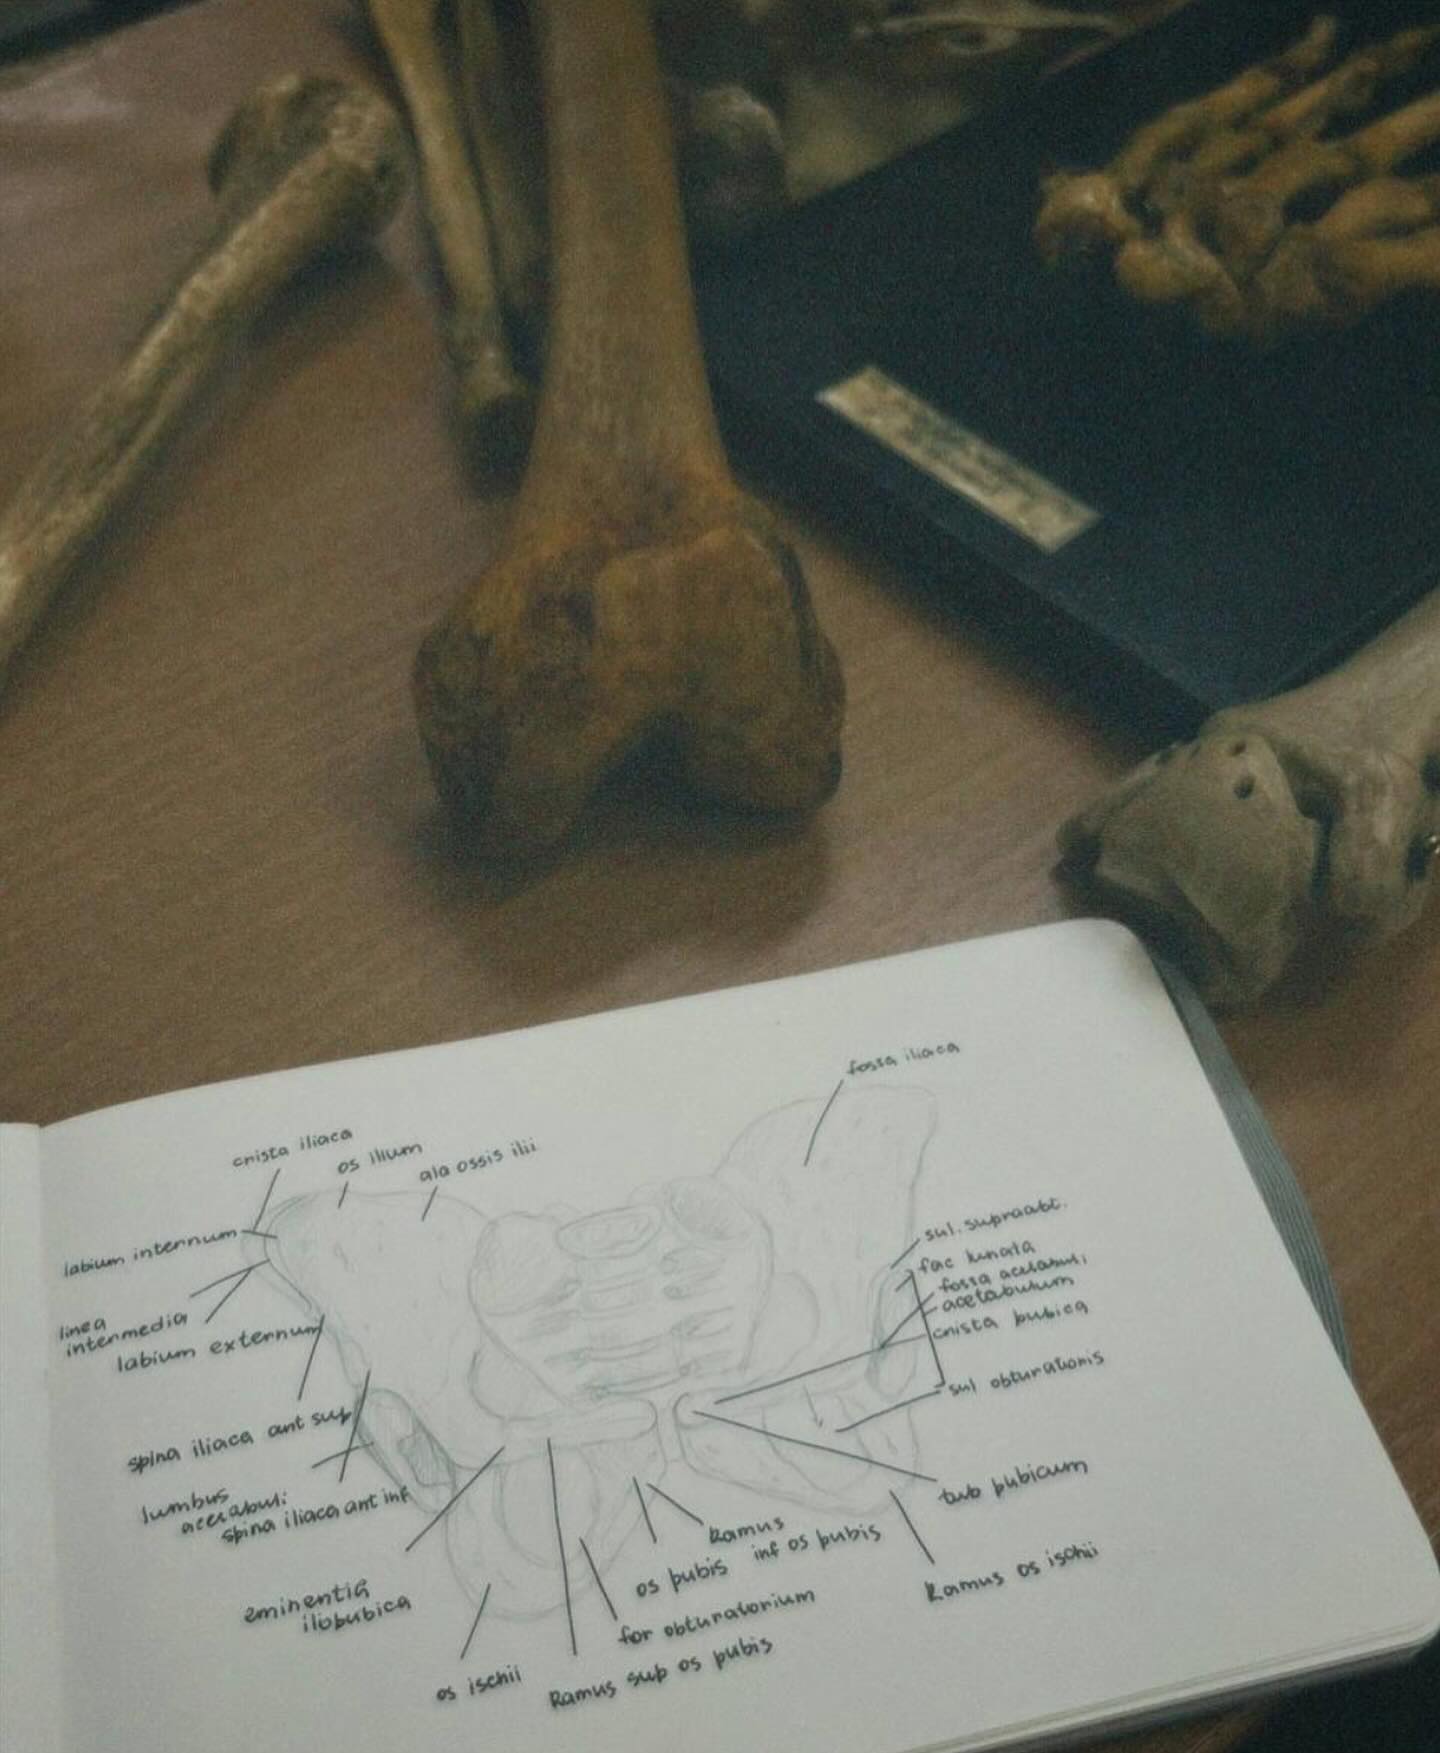 fossa iliaca
crista iliaca
os ilium
ala ossis ilii
labium internum
linea
intermedia
labium externum
spina iliaca ant sup
lumbus
acetabuli
spina iliaca ant inf
eminentia
iliopubica
os ischii
Ramus sup os pubis
for obturatorium
os pubis
Ramus
inf os pubis
sul. supraabt.
fac lunata
fossa acetabuli
acetabulum
crista pubica
sul obturationis
tub pubicum
Ramus os ischii